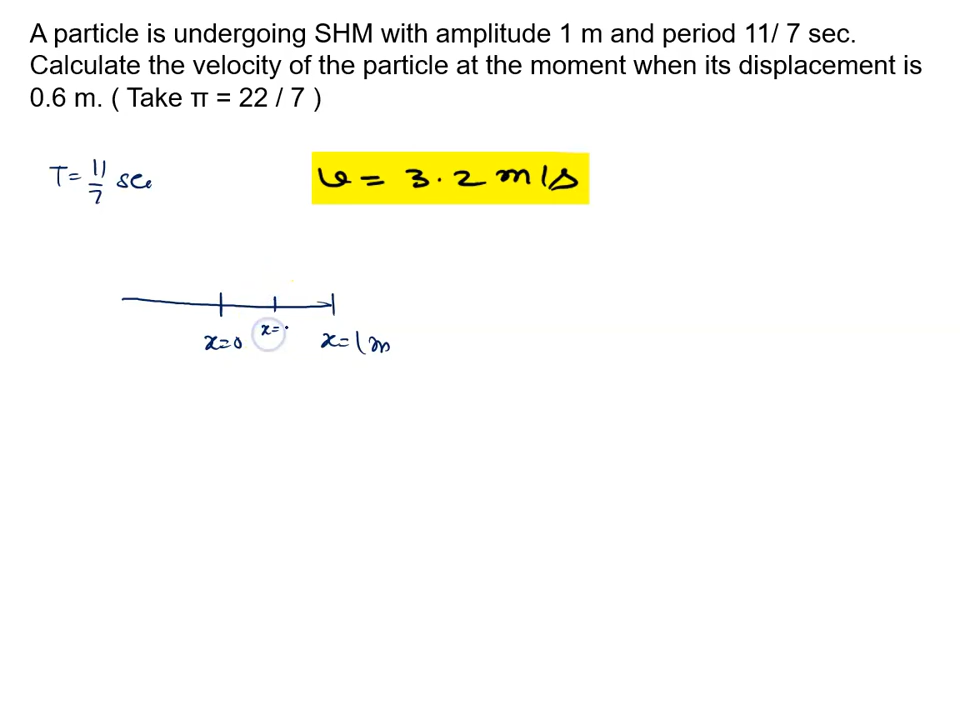 A particle is undergoing SHM with amplitude 1 m and period 11/ 7 sec.
Calculate the velocity of the particle at the moment when its displacement is
0.6 m. ( Take π = 22 / 7 )
T= 11/7 sec
v = 3.2 m/s
x=0 x=. x=1m